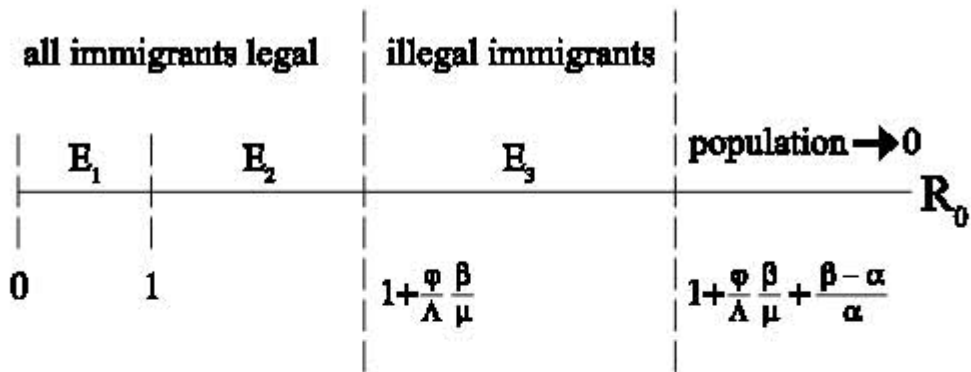 all immigrants legal illegal immigrants
population → 0
E₁ E₂ E₃
R₀
0 1 1+φ/Λ β/μ 1+φ/Λ β/μ + β − α/α